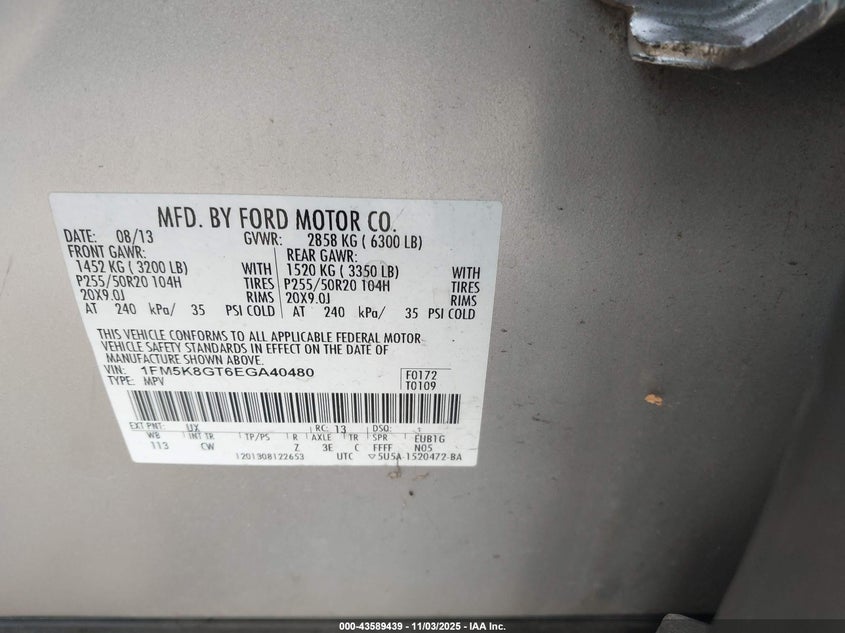 MFD. BY FORD MOTOR CO.
DATE: 08/13 GVWR: 2858 KG ( 6300 LB)
FRONT GAWR: REAR GAWR:
1452 KG ( 3200 LB) WITH 1520 KG ( 3350 LB) WITH
P255/50R20 104H TIRES P255/50R20 104H TIRES
20X9.0J RIMS 20X9.0J RIMS
AT 240 kPa/ 35 PSI COLD AT 240 kPa/ 35 PSI COLD
THIS VEHICLE CONFORMS TO ALL APPLICABLE FEDERAL MOTOR
VEHICLE SAFETY STANDARDS IN EFFECT ON THE DATE OF
MANUFACTURE SHOWN ABOVE.
VIN: 1FM5K8GT6EGA40480 F0172
TYPE: MPV T0109
EXT PNT: UX RC: 13 DSO:
WB INT TR TP/PS R AXLE TR SPR EUB1G
113 CW Z 3E C FFFF N05
1201308122653 UTC ▽5U5A-1520472-BA
000-43589439 - 11/03/2025 - IAA Inc.